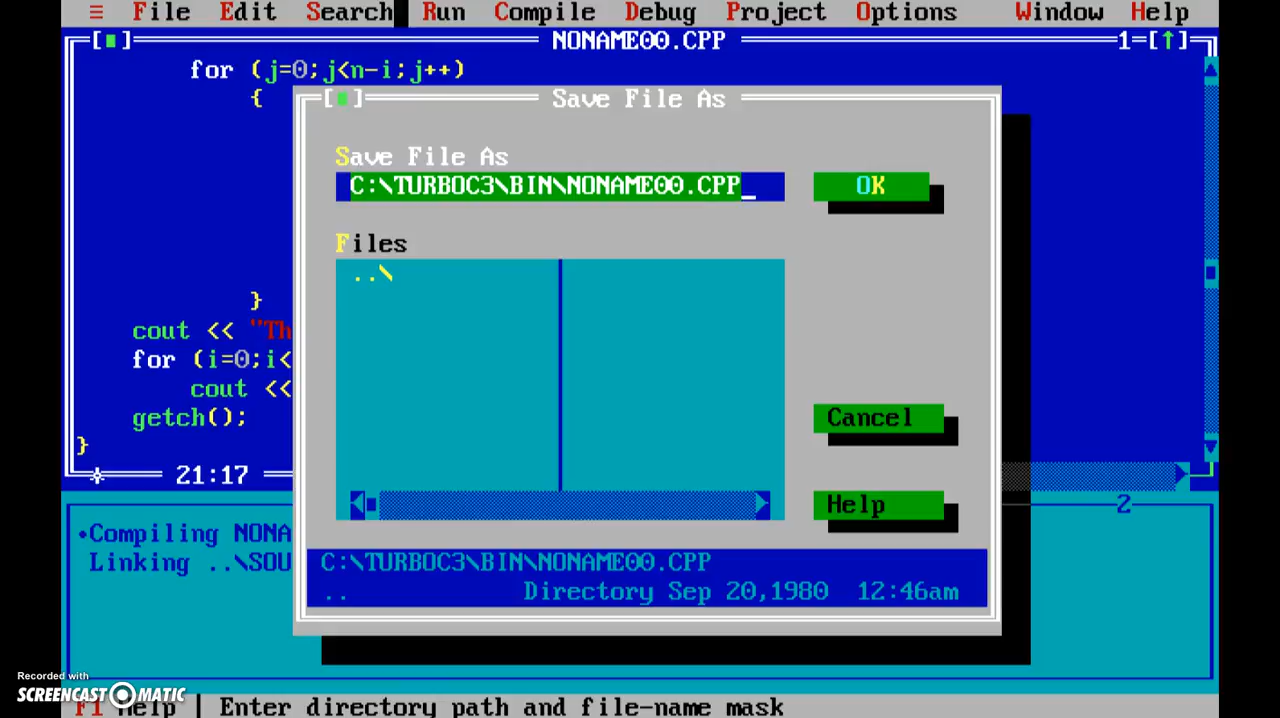 ≡ File Edit Search Run Compile Debug Project Options Window Help
[■] NONAME00.CPP 1=[↑]
for (j=0;j<n-i;j++)
{
}
cout << "Th
for (i=0;i<
cout <<
getch();
}
21:17
[■] Save File As
Save File As
C:\TURBOC3\BIN\NONAME00.CPP
OK
Files
..\
Cancel
Help
C:\TURBOC3\BIN\NONAME00.CPP
.. Directory Sep 20,1980 12:46am
2
•Compiling NONA
Linking ..\SOU
Recorded with
SCREENCAST-O-MATIC
F1 Help | Enter directory path and file-name mask